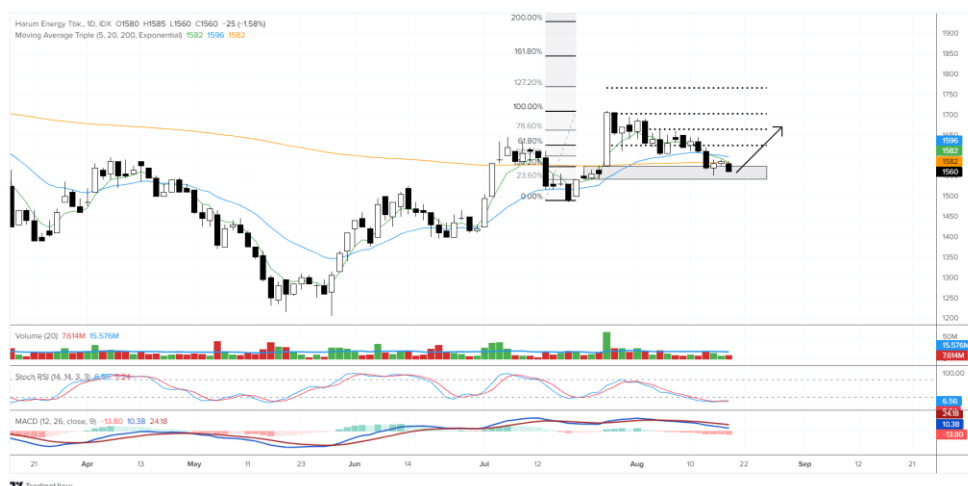 Harum Energy Tbk., 1D, IDX O1580 H1585 L1560 C1560 -25 (-1.58%)
Moving Average Triple (5, 20, 200, Exponential) 1582 1596 1582
200.00%
161.80%
127.20%
100.00%
78.60%
61.80%
23.60%
0.00%
1900
1850
1800
1750
1700
1596
1582
1582
1560
1500
1450
1400
1350
1300
1250
1200
Volume (20) 7.614M 15.576M
50M
15.576M
7.614M
Stoch RSI (14, 14, 3, 3) 6.56 5.24
100.00
6.56
MACD (12, 26, close, 9) -13.80 10.38 24.18
24.18
10.38
-13.80
21 Apr 13 May 11 23 Jun 14 Jul 12 Aug 10 22 Sep 12 21
TradingView